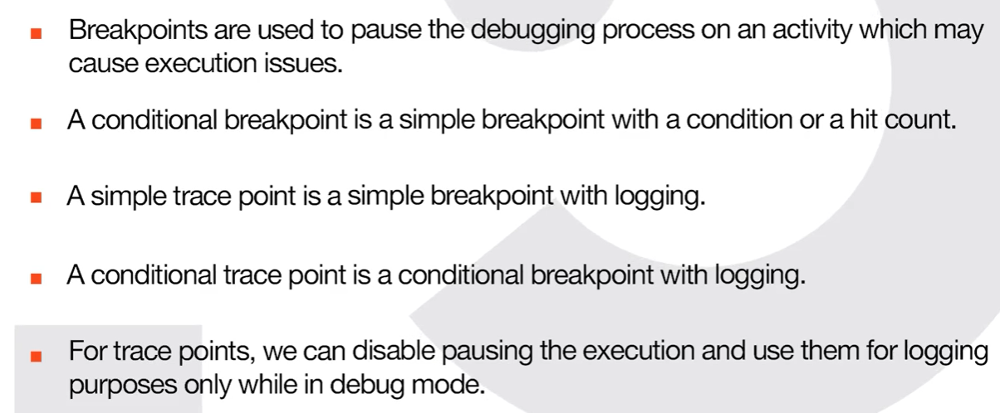 Breakpoints are used to pause the debugging process on an activity which may
cause execution issues.
A conditional breakpoint is a simple breakpoint with a condition or a hit count.
A simple trace point is a simple breakpoint with logging.
A conditional trace point is a conditional breakpoint with logging.
For trace points, we can disable pausing the execution and use them for logging
purposes only while in debug mode.